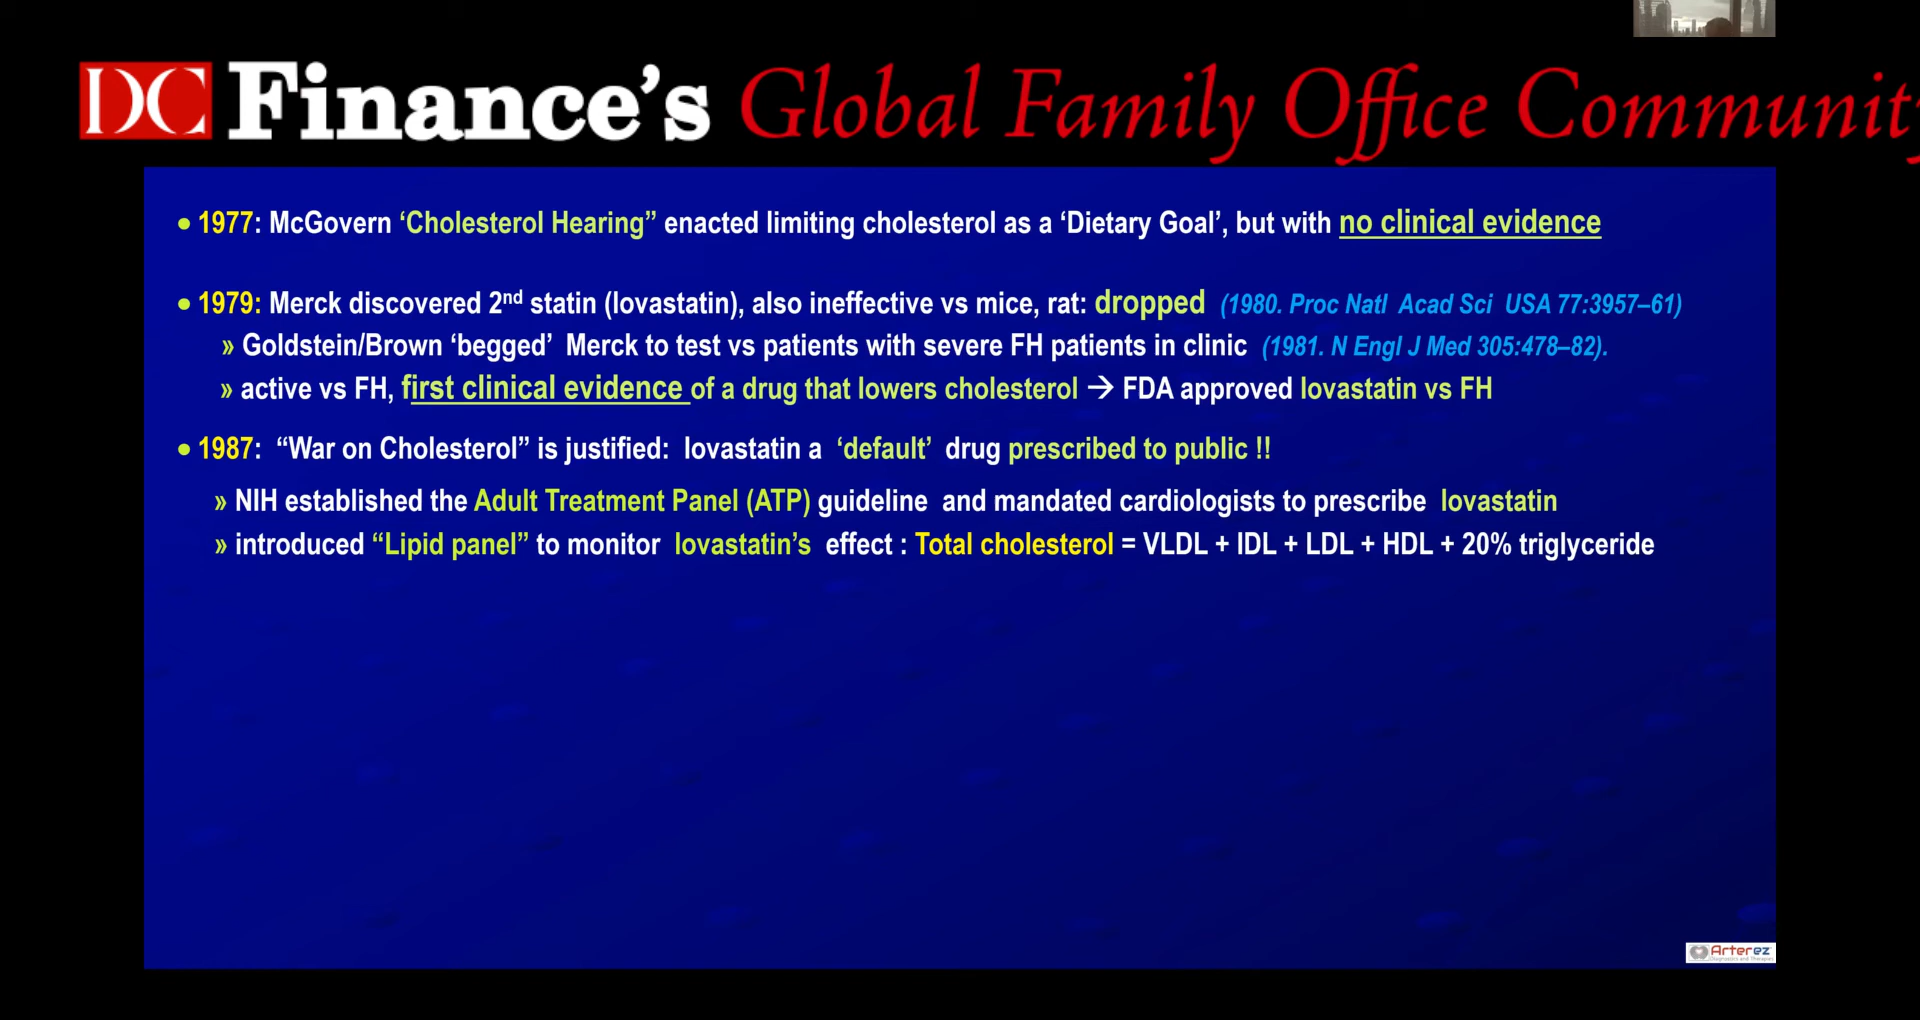 DC Finance’s Global Family Office Community
● 1977: McGovern ‘Cholesterol Hearing” enacted limiting cholesterol as a ‘Dietary Goal’, but with no clinical evidence
● 1979: Merck discovered 2nd statin (lovastatin), also ineffective vs mice, rat: dropped (1980. Proc Natl Acad Sci USA 77:3957–61)
» Goldstein/Brown ‘begged’ Merck to test vs patients with severe FH patients in clinic (1981. N Engl J Med 305:478–82).
» active vs FH, first clinical evidence of a drug that lowers cholesterol → FDA approved lovastatin vs FH
● 1987: “War on Cholesterol” is justified: lovastatin a ‘default’ drug prescribed to public !!
» NIH established the Adult Treatment Panel (ATP) guideline and mandated cardiologists to prescribe lovastatin
» introduced “Lipid panel” to monitor lovastatin’s effect : Total cholesterol = VLDL + IDL + LDL + HDL + 20% triglyceride
Arterez
Diagnostics and Therapies